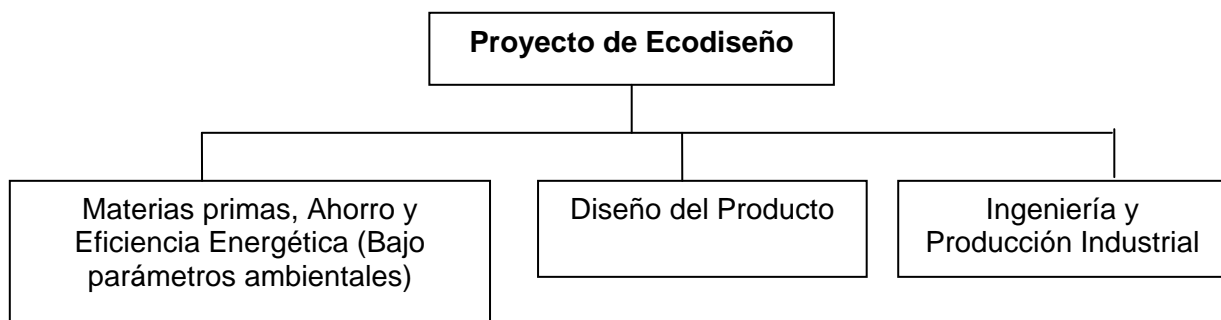 Proyecto de Ecodiseño
Materias primas, Ahorro y
Eficiencia Energética (Bajo
parámetros ambientales)
Diseño del Producto
Ingeniería y
Producción Industrial